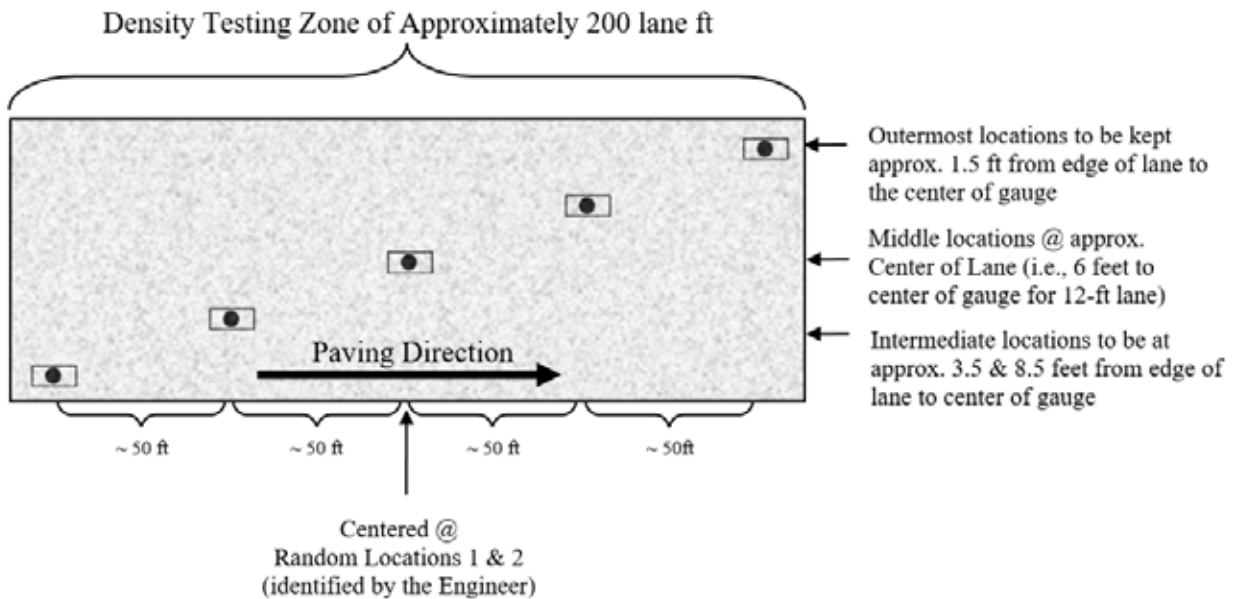 Density Testing Zone of Approximately 200 lane ft
Outermost locations to be kept
approx. 1.5 ft from edge of lane to
the center of gauge
Middle locations @ approx.
Center of Lane (i.e., 6 feet to
center of gauge for 12-ft lane)
Intermediate locations to be at
approx. 3.5 & 8.5 feet from edge of
lane to center of gauge
Paving Direction
~ 50 ft
~ 50 ft
~ 50 ft
~ 50ft
Centered @
Random Locations 1 & 2
(identified by the Engineer)